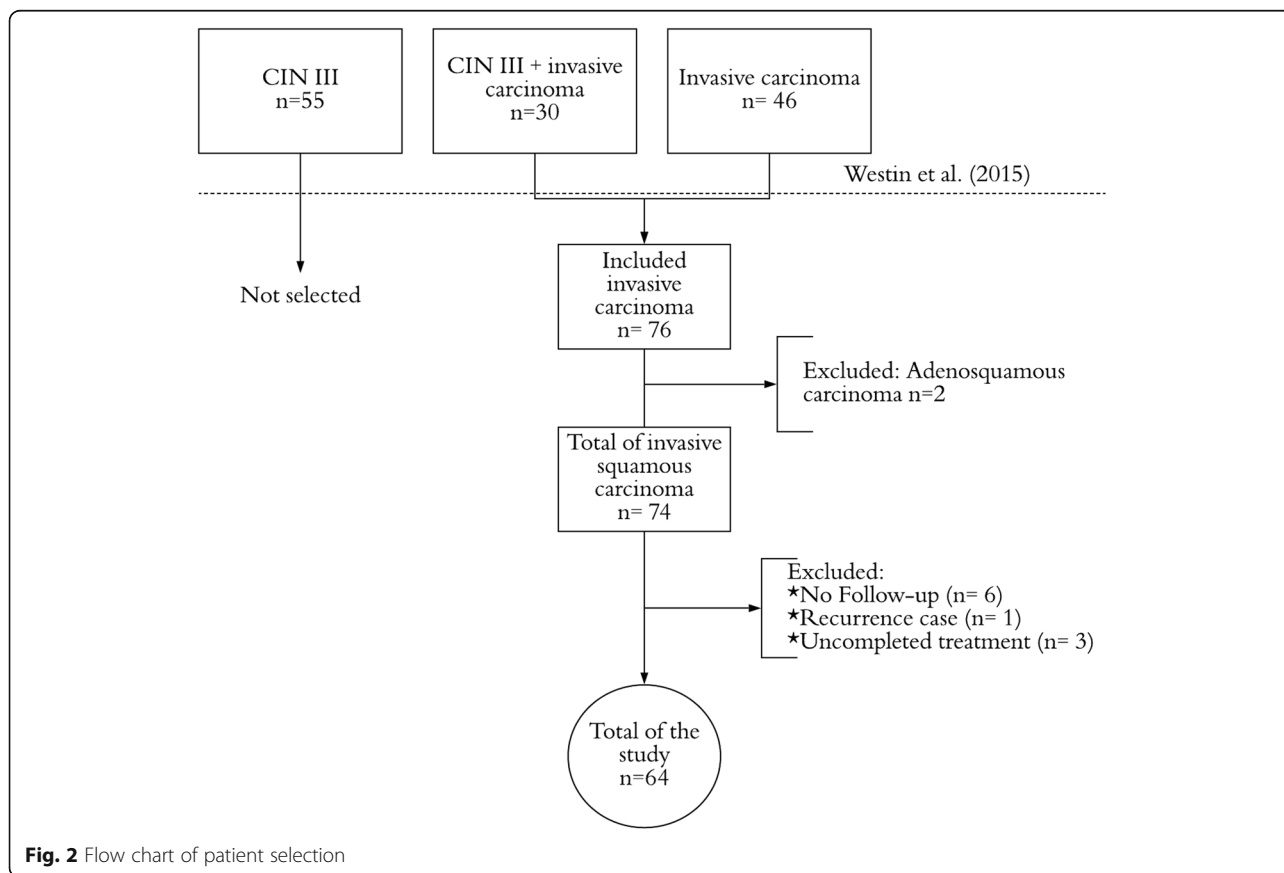 CIN III
n=55
CIN III + invasive
carcinoma
n=30
Invasive carcinoma
n= 46
Westin et al. (2015)
Not selected
Included
invasive
carcinoma
n= 76
Excluded: Adenosquamous
carcinoma n=2
Total of invasive
squamous
carcinoma
n= 74
Excluded:
★No Follow-up (n= 6)
★Recurrence case (n= 1)
★Uncompleted treatment (n= 3)
Total of the
study
n=64
Fig. 2 Flow chart of patient selection